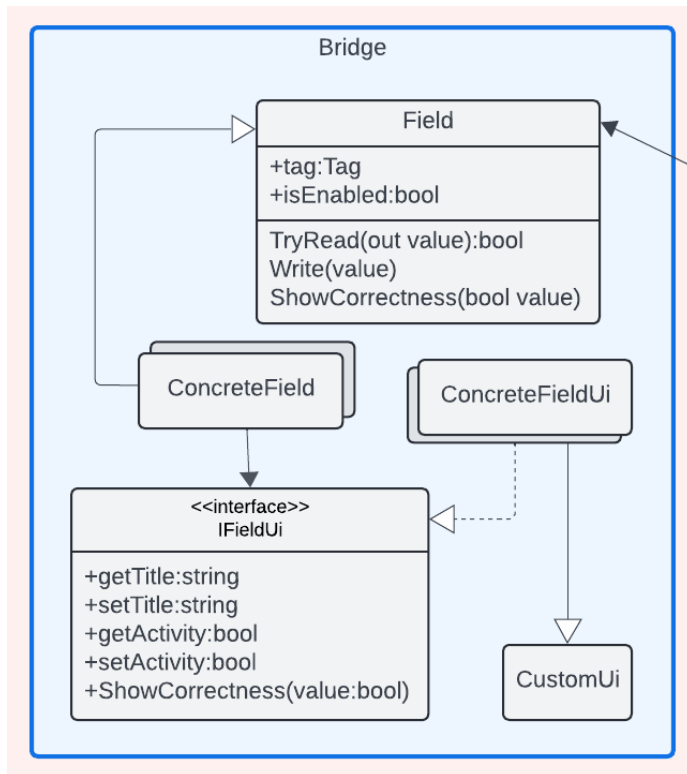 Bridge
Field
+tag:Tag
+isEnabled:bool
TryRead(out value):bool
Write(value)
ShowCorrectness(bool value)
ConcreteField
ConcreteFieldUi
<<interface>>
IFieldUi
+getTitle:string
+setTitle:string
+getActivity:bool
+setActivity:bool
+ShowCorrectness(value:bool)
CustomUi